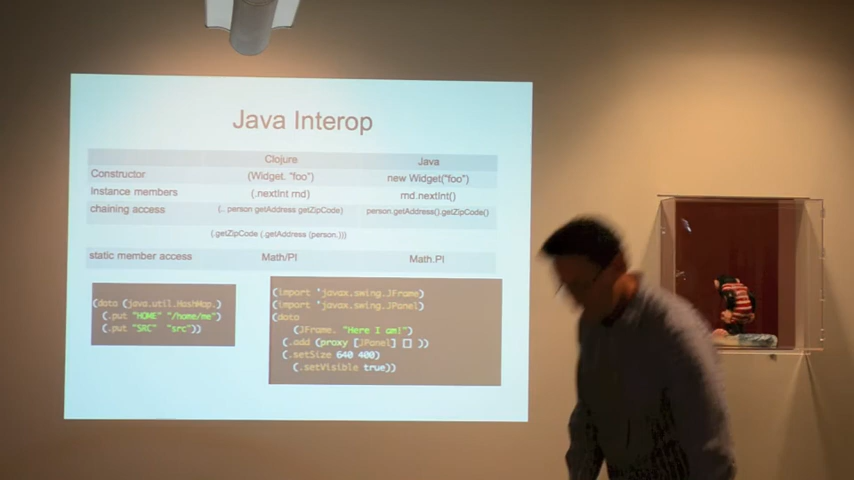 Java Interop
Clojure Java
Constructor (Widget. "foo") new Widget("foo")
Instance members (.nextInt rnd) rnd.nextInt()
chaining access (.. person getAddress getZipCode) person.getAddress().getZipCode()
(.getZipCode (.getAddress (person.)))
static member access Math/PI Math.PI
(doto (java.util.HashMap.)
(.put "HOME" "/home/me")
(.put "SRC" "src"))
(import 'javax.swing.JFrame)
(import 'javax.swing.JPanel)
(doto
(JFrame. "Here I am!")
(.add (proxy [JPanel] [] ))
(.setSize 640 400)
(.setVisible true))